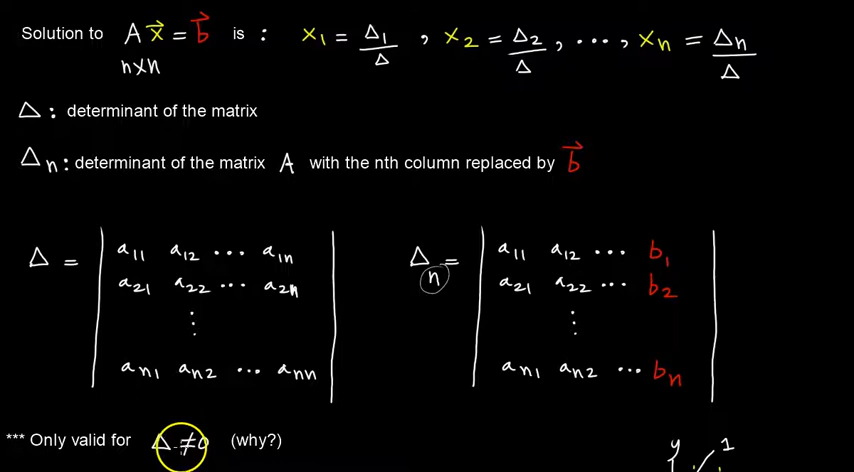 Solution to A x⃗ = b⃗ is : x₁ = Δ₁/Δ , x₂ = Δ₂/Δ , ... , xₙ = Δₙ/Δ
n×n
Δ : determinant of the matrix
Δₙ : determinant of the matrix A with the nth column replaced by b⃗
Δ = | a₁₁ a₁₂ ... a₁ₙ | Δₙ = | a₁₁ a₁₂ ... b₁ |
| a₂₁ a₂₂ ... a₂ₙ | | a₂₁ a₂₂ ... b₂ |
⋮ ⋮
| aₙ₁ aₙ₂ ... aₙₙ | | aₙ₁ aₙ₂ ... bₙ |
*** Only valid for Δ ≠ 0 (why?)
y 1